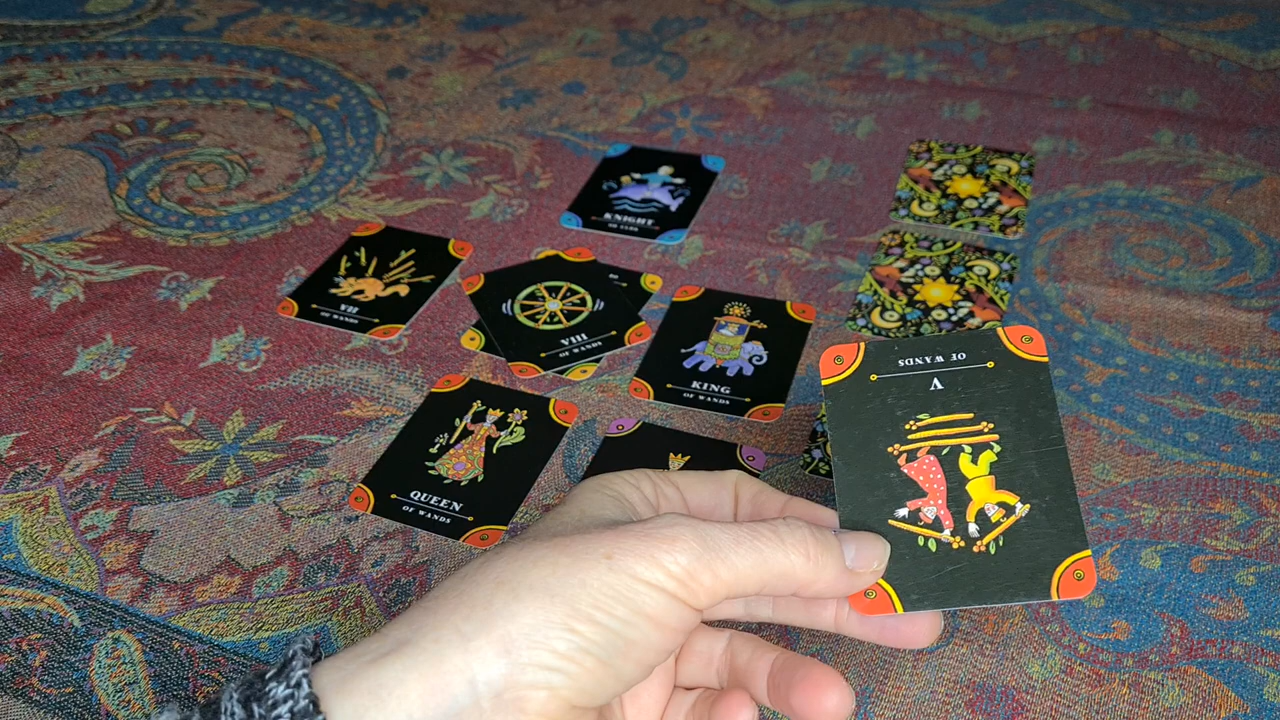 KNIGHT
OF CUPS
VII
OF WANDS
VIII
OF WANDS
KING
OF WANDS
QUEEN
OF WANDS
V
OF WANDS